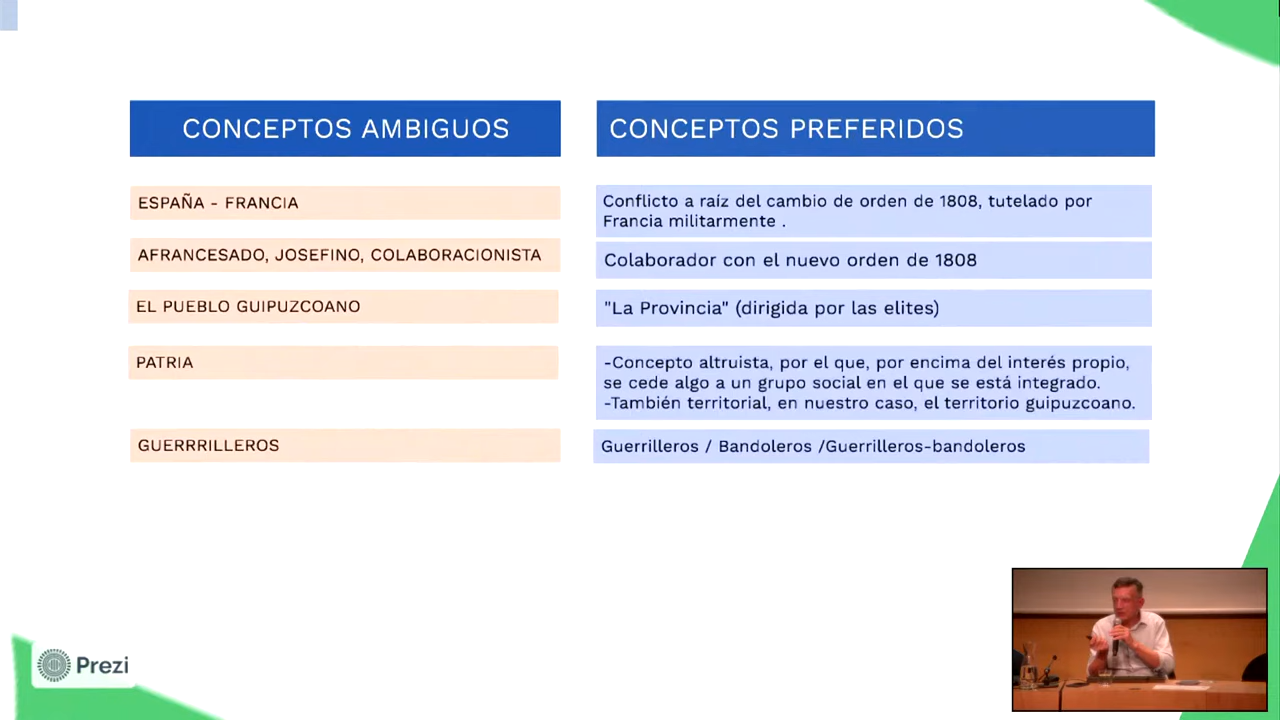 CONCEPTOS AMBIGUOS
CONCEPTOS PREFERIDOS
ESPAÑA - FRANCIA
Conflicto a raíz del cambio de orden de 1808, tutelado por
Francia militarmente .
AFRANCESADO, JOSEFINO, COLABORACIONISTA
Colaborador con el nuevo orden de 1808
EL PUEBLO GUIPUZCOANO
"La Provincia" (dirigida por las elites)
PATRIA
-Concepto altruista, por el que, por encima del interés propio,
se cede algo a un grupo social en el que se está integrado.
-También territorial, en nuestro caso, el territorio guipuzcoano.
GUERRRILLEROS
Guerrilleros / Bandoleros /Guerrilleros-bandoleros
Prezi